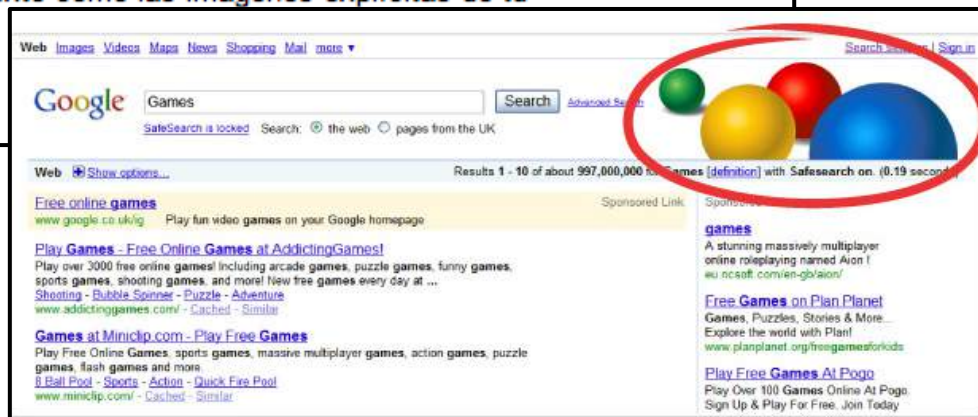 Web Images Videos Maps News Shopping Mail more ▼
Sign in
Google Games Search Advanced Search
SafeSearch is locked Search: the web pages from the UK
Web Show options... Results 1 - 10 of about 997,000,000 for Games [definition] with Safesearch on. (0.19 seconds)
Free online games Sponsored Link
www.google.co.uk/ig Play fun video games on your Google homepage
Play Games - Free Online Games at AddictingGames!
Play over 3000 free online games! Including arcade games, puzzle games, funny games,
sports games, shooting games, and more! New free games every day at ...
Shooting - Bubble Spinner - Puzzle - Adventure
www.addictinggames.com/ - Cached - Similar
Games at Miniclip.com - Play Free Games
Play Free Online Games, sports games, massive multiplayer games, action games, puzzle
games, flash games and more.
8 Ball Pool - Sports - Action - Quick Fire Pool
www.miniclip.com/ - Cached - Similar
games
A stunning massively multiplayer
online roleplaying named Aion !
eu.ncsoft.com/en-gb/aion/
Free Games on Plan Planet
Games, Puzzles, Stories & More...
Explore the world with Plan!
www.planplanet.org/freegamesforkids
Play Free Games At Pogo
Play Over 100 Games Online At Pogo.
Sign Up & Play For Free. Join Today